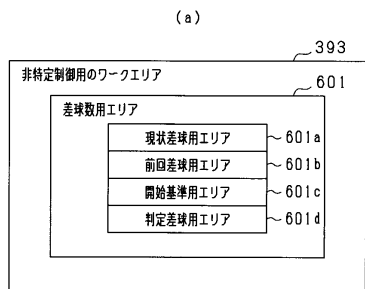 (a)
393
非特定制御用のワークエリア
601
差球数用エリア
現状差球用エリア 601a
前回差球用エリア 601b
開始基準用エリア 601c
判定差球用エリア 601d